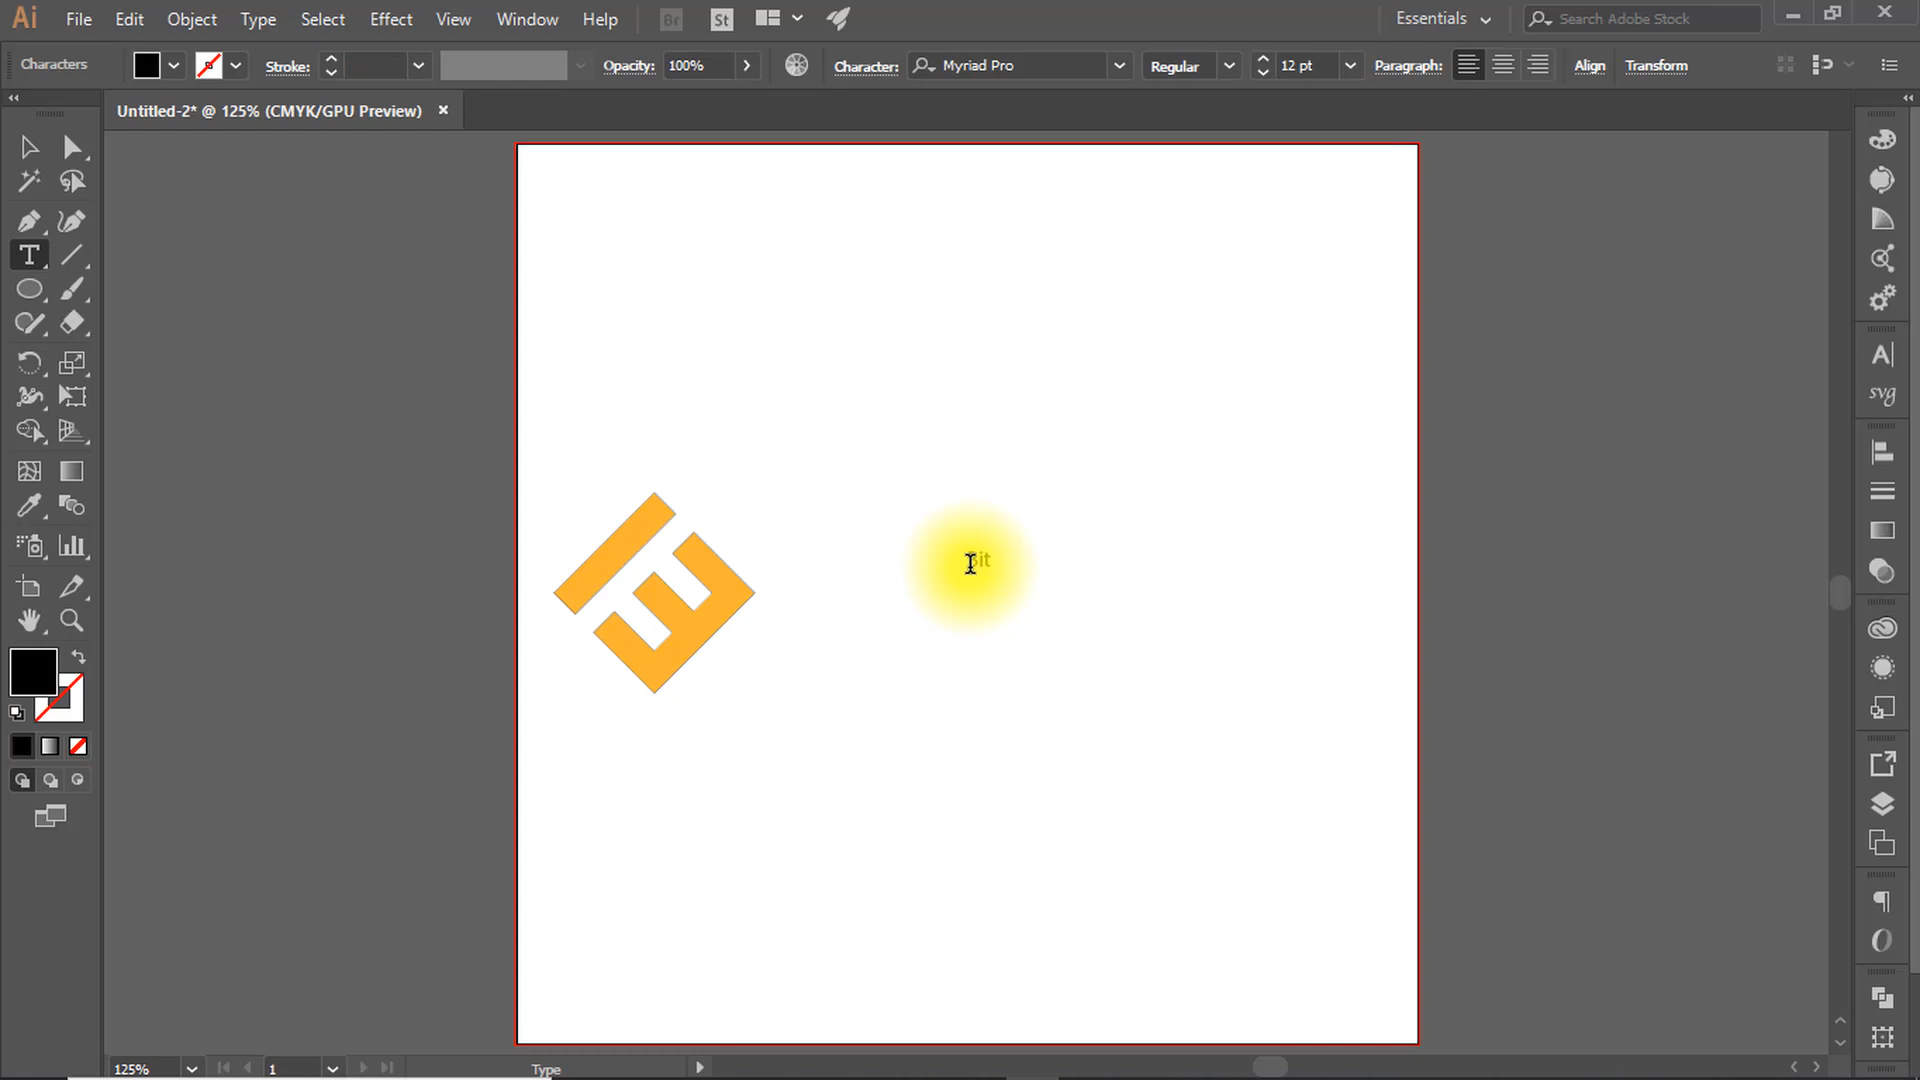 Ai File Edit Object Type Select Effect View Window Help Br St Essentials Search Adobe Stock
Characters Stroke: Opacity: 100% Character: Myriad Pro Regular 12 pt Paragraph: Align Transform
Untitled-2* @ 125% (CMYK/GPU Preview)
T
A
svg
125% 1 Type